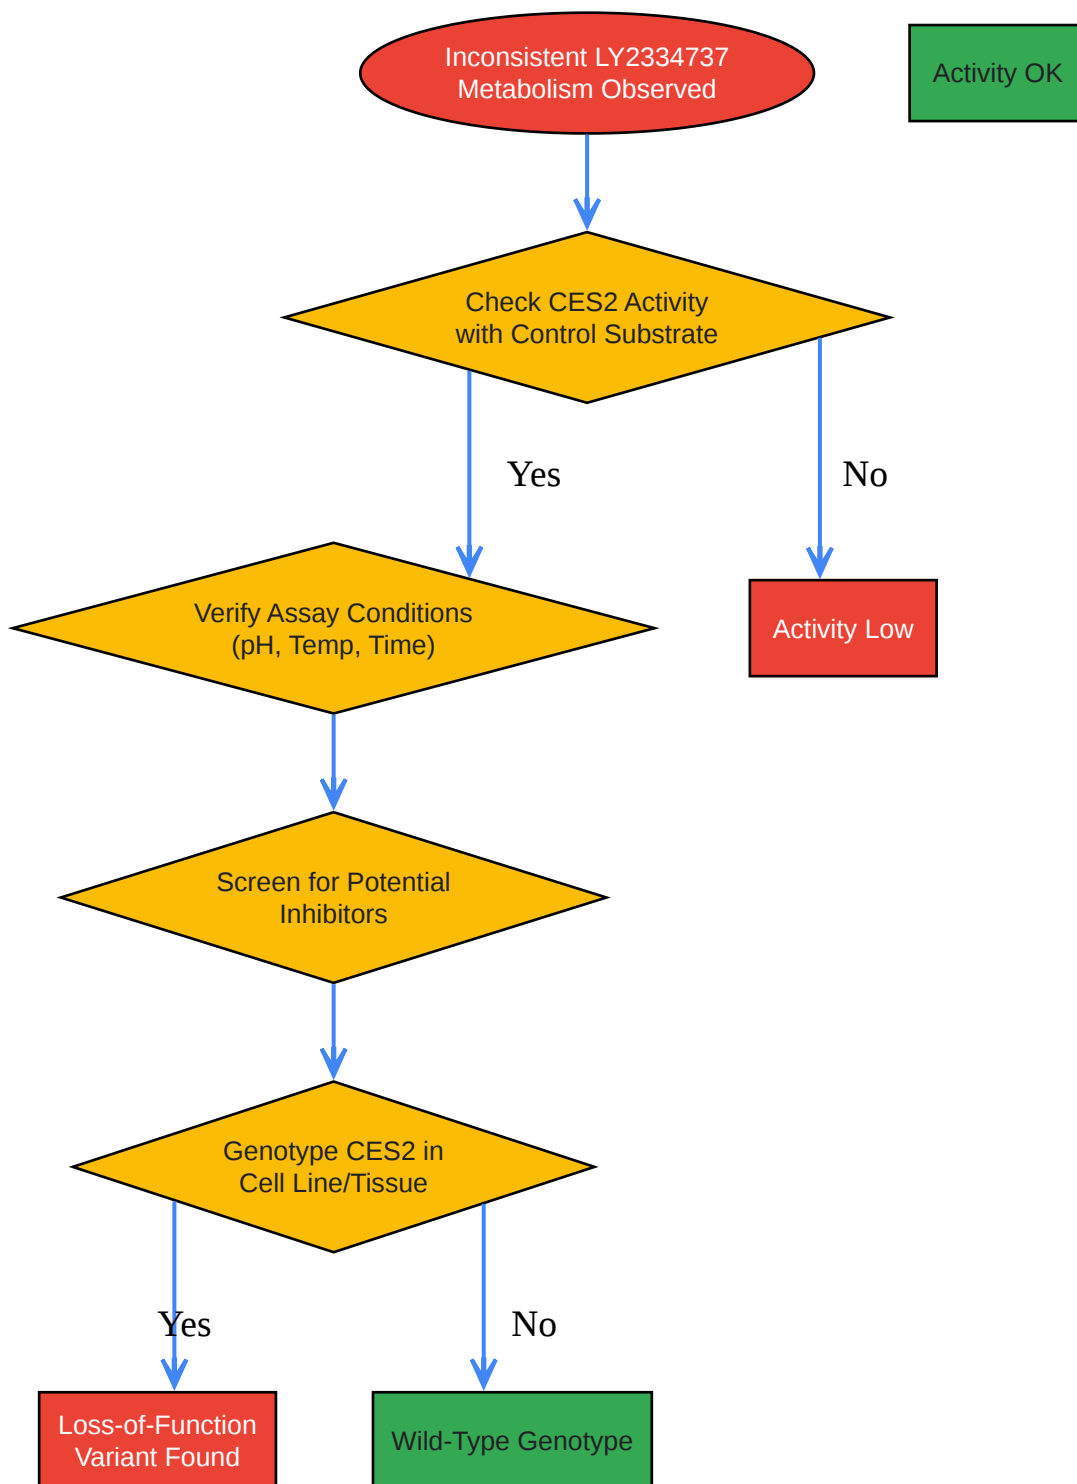 Inconsistent LY2334737
Metabolism Observed
Activity OK
Check CES2 Activity
with Control Substrate
Yes
No
Verify Assay Conditions
(pH, Temp, Time)
Activity Low
Screen for Potential
Inhibitors
Genotype CES2 in
Cell Line/Tissue
Yes
No
Loss-of-Function
Variant Found
Wild-Type Genotype